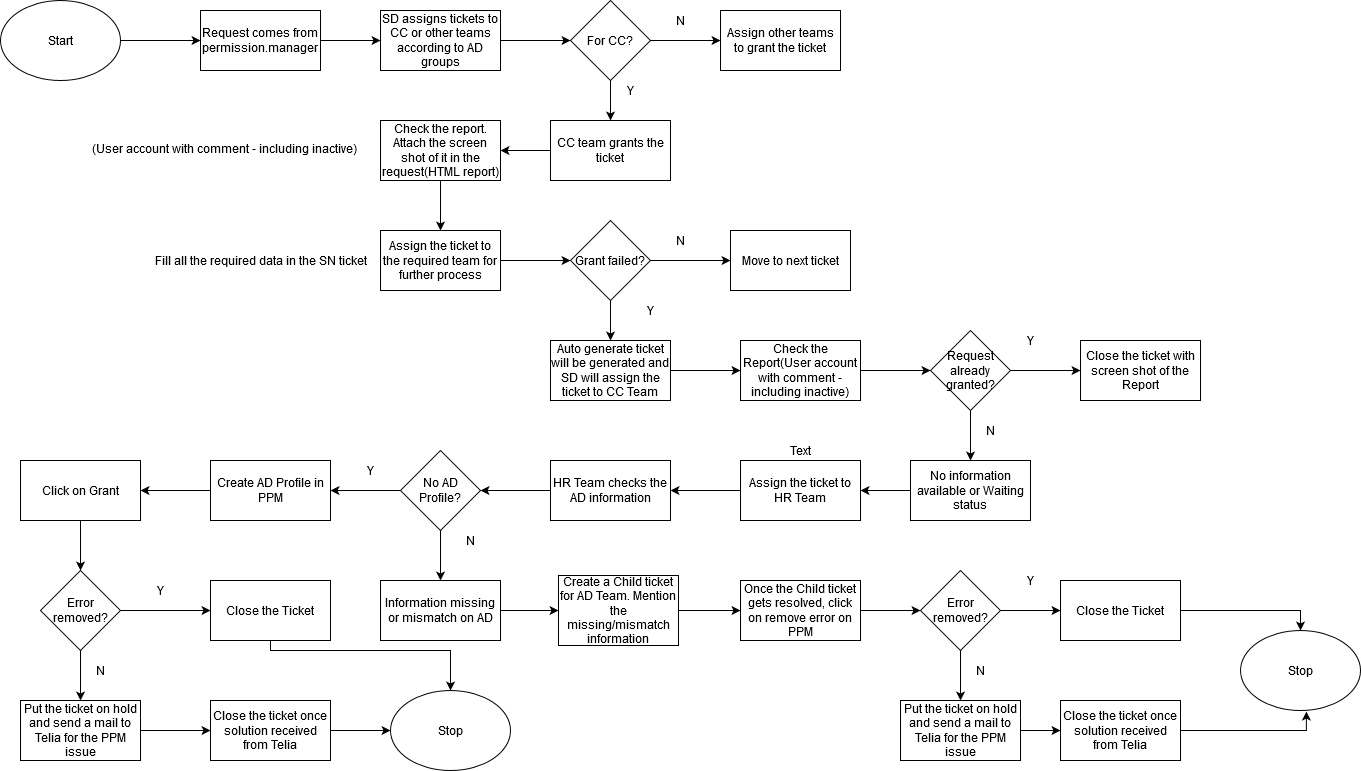 Start
Request comes from
permission.manager
SD assigns tickets to
CC or other teams
according to AD
groups
For CC?
N
Assign other teams
to grant the ticket
Y
(User account with comment - including inactive)
Check the report.
Attach the screen
shot of it in the
request(HTML report)
CC team grants the
ticket
Fill all the required data in the SN ticket
Assign the ticket to
the required team for
further process
Grant failed?
N
Move to next ticket
Y
Auto generate ticket
will be generated and
SD will assign the
ticket to CC Team
Check the
Report(User account
with comment -
including inactive)
Request
already
granted?
Y
Close the ticket with
screen shot of the
Report
N
No information
available or Waiting
status
Text
Assign the ticket to
HR Team
HR Team checks the
AD information
No AD
Profile?
Y
Create AD Profile in
PPM
Click on Grant
N
Error
removed?
Y
Close the Ticket
Information missing
or mismatch on AD
Create a Child ticket
for AD Team. Mention
the
missing/mismatch
information
Once the Child ticket
gets resolved, click
on remove error on
PPM
Error
removed?
Y
Close the Ticket
Stop
N
Put the ticket on hold
and send a mail to
Telia for the PPM
issue
Close the ticket once
solution received
from Telia
Stop
N
Put the ticket on hold
and send a mail to
Telia for the PPM
issue
Close the ticket once
solution received
from Telia